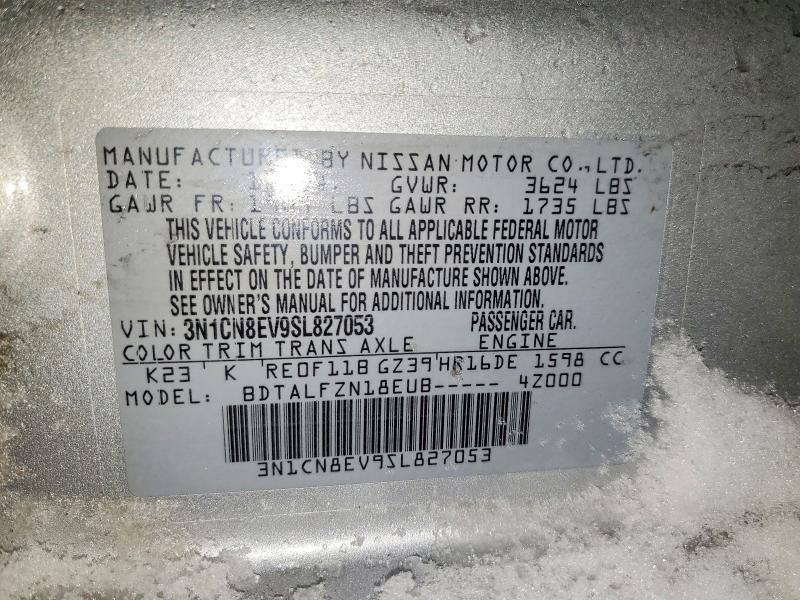 MANUFACTURED BY NISSAN MOTOR CO., LTD.
DATE: GVWR: 3624 LBS
GAWR FR: LBS GAWR RR: 1735 LBS
THIS VEHICLE CONFORMS TO ALL APPLICABLE FEDERAL MOTOR
VEHICLE SAFETY, BUMPER AND THEFT PREVENTION STANDARDS
IN EFFECT ON THE DATE OF MANUFACTURE SHOWN ABOVE.
SEE OWNER'S MANUAL FOR ADDITIONAL INFORMATION.
VIN: 3N1CN8EV9SL827053 PASSENGER CAR.
COLOR TRIM TRANS AXLE ENGINE
K23 K RE0F11B GZ39 HR16DE 1598 CC
MODEL: BDTALFZN18EUB----- 4Z000
3N1CN8EV9SL827053